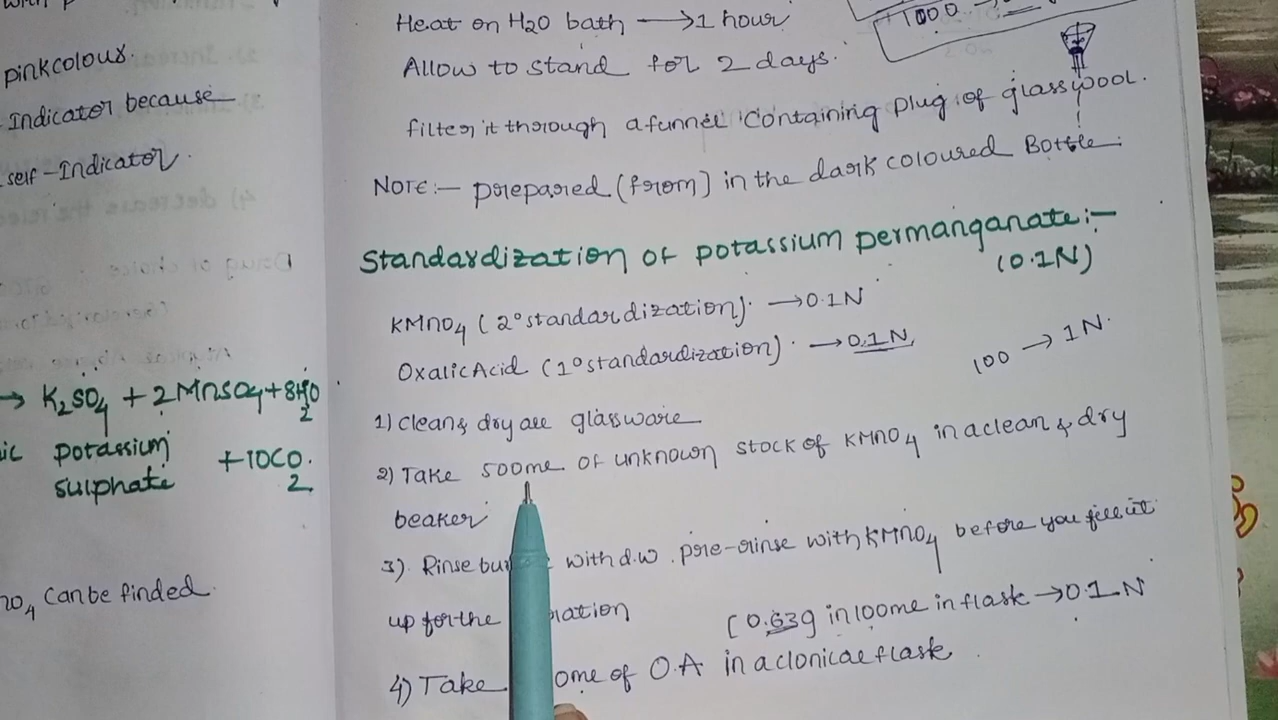 pinkcolour.
Indicator because
self-Indicator.
→ K2SO4 + 2MnSO4 + 8H2O
potassium sulphate + 10CO2.
Can be finded.
Heat on H2O bath → 1 hour
1000
Allow to stand for 2 days.
filter it through a funnel containing plug of glasswool.
NOTE:- prepared (from) in the dark coloured Bottle.
Standardization of potassium permanganate:-
(0.1N)
KMnO4 (2° standardization). → 0.1N
Oxalic Acid (1° standardization). → 0.1N,
100 → 1N.
1) Clean & dry all glassware
2) Take 500ml of unknown stock of KMnO4 in a clean & dry
beaker
3). Rinse with d.w. pre-rinse with KMnO4 before you fill it
up for the
[0.63g in 100ml in flask → 0.1N
4) Take of O.A in a clonical flask